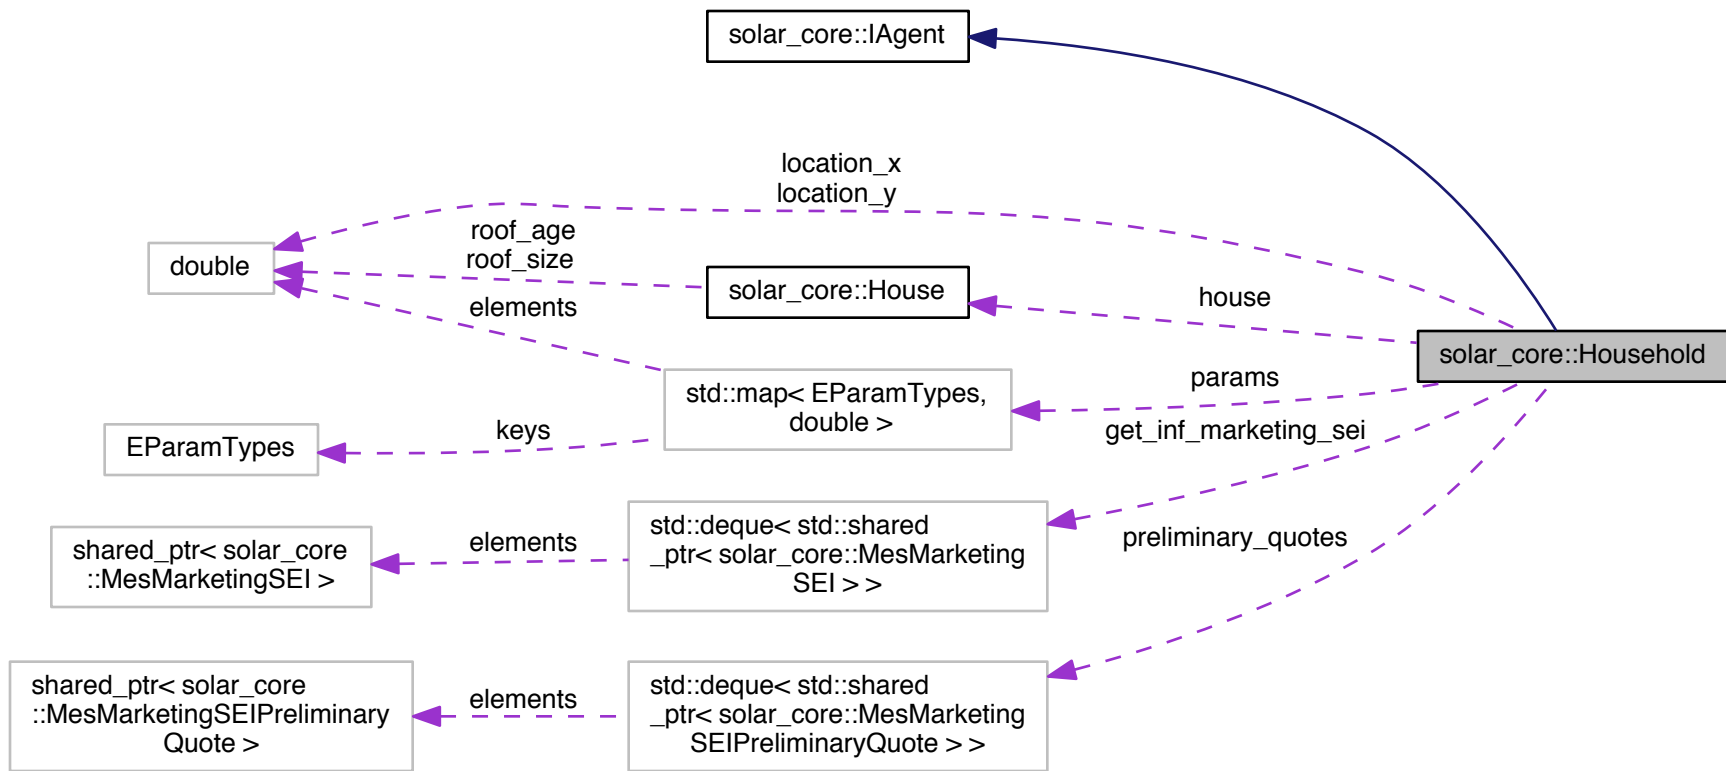 solar_core::IAgent
location_x
location_y
roof_age
roof_size
double
solar_core::House
house
elements
solar_core::Household
std::map< EParamTypes,
double >
params
keys
EParamTypes
get_inf_marketing_sei
std::deque< std::shared
_ptr< solar_core::MesMarketing
SEI > >
elements
shared_ptr< solar_core
::MesMarketingSEI >
preliminary_quotes
std::deque< std::shared
_ptr< solar_core::MesMarketing
SEIPreliminaryQuote > >
elements
shared_ptr< solar_core
::MesMarketingSEIPreliminary
Quote >